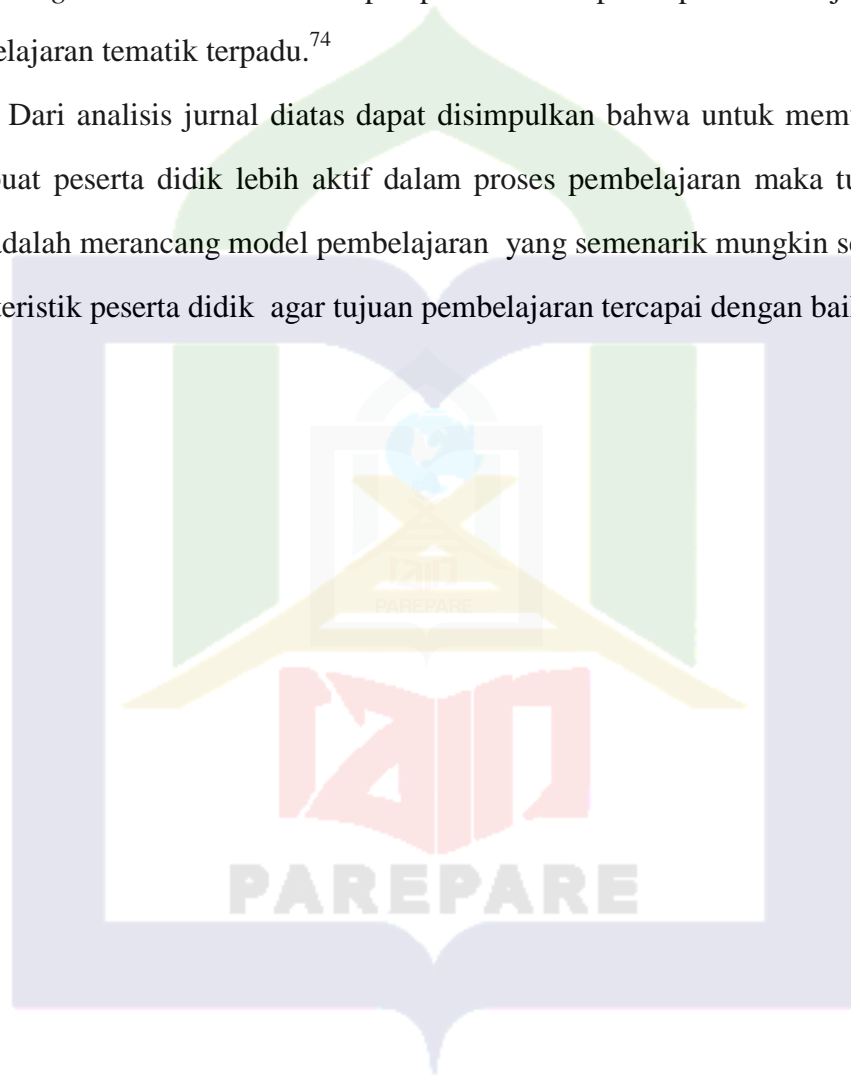 elajaran tematik terpadu.74
Dari analisis jurnal diatas dapat disimpulkan bahwa untuk mem
uat peserta didik lebih aktif dalam proses pembelajaran maka tu
adalah merancang model pembelajaran yang semenarik mungkin se
teristik peserta didik agar tujuan pembelajaran tercapai dengan bai
PAREPARE
PAREPARE